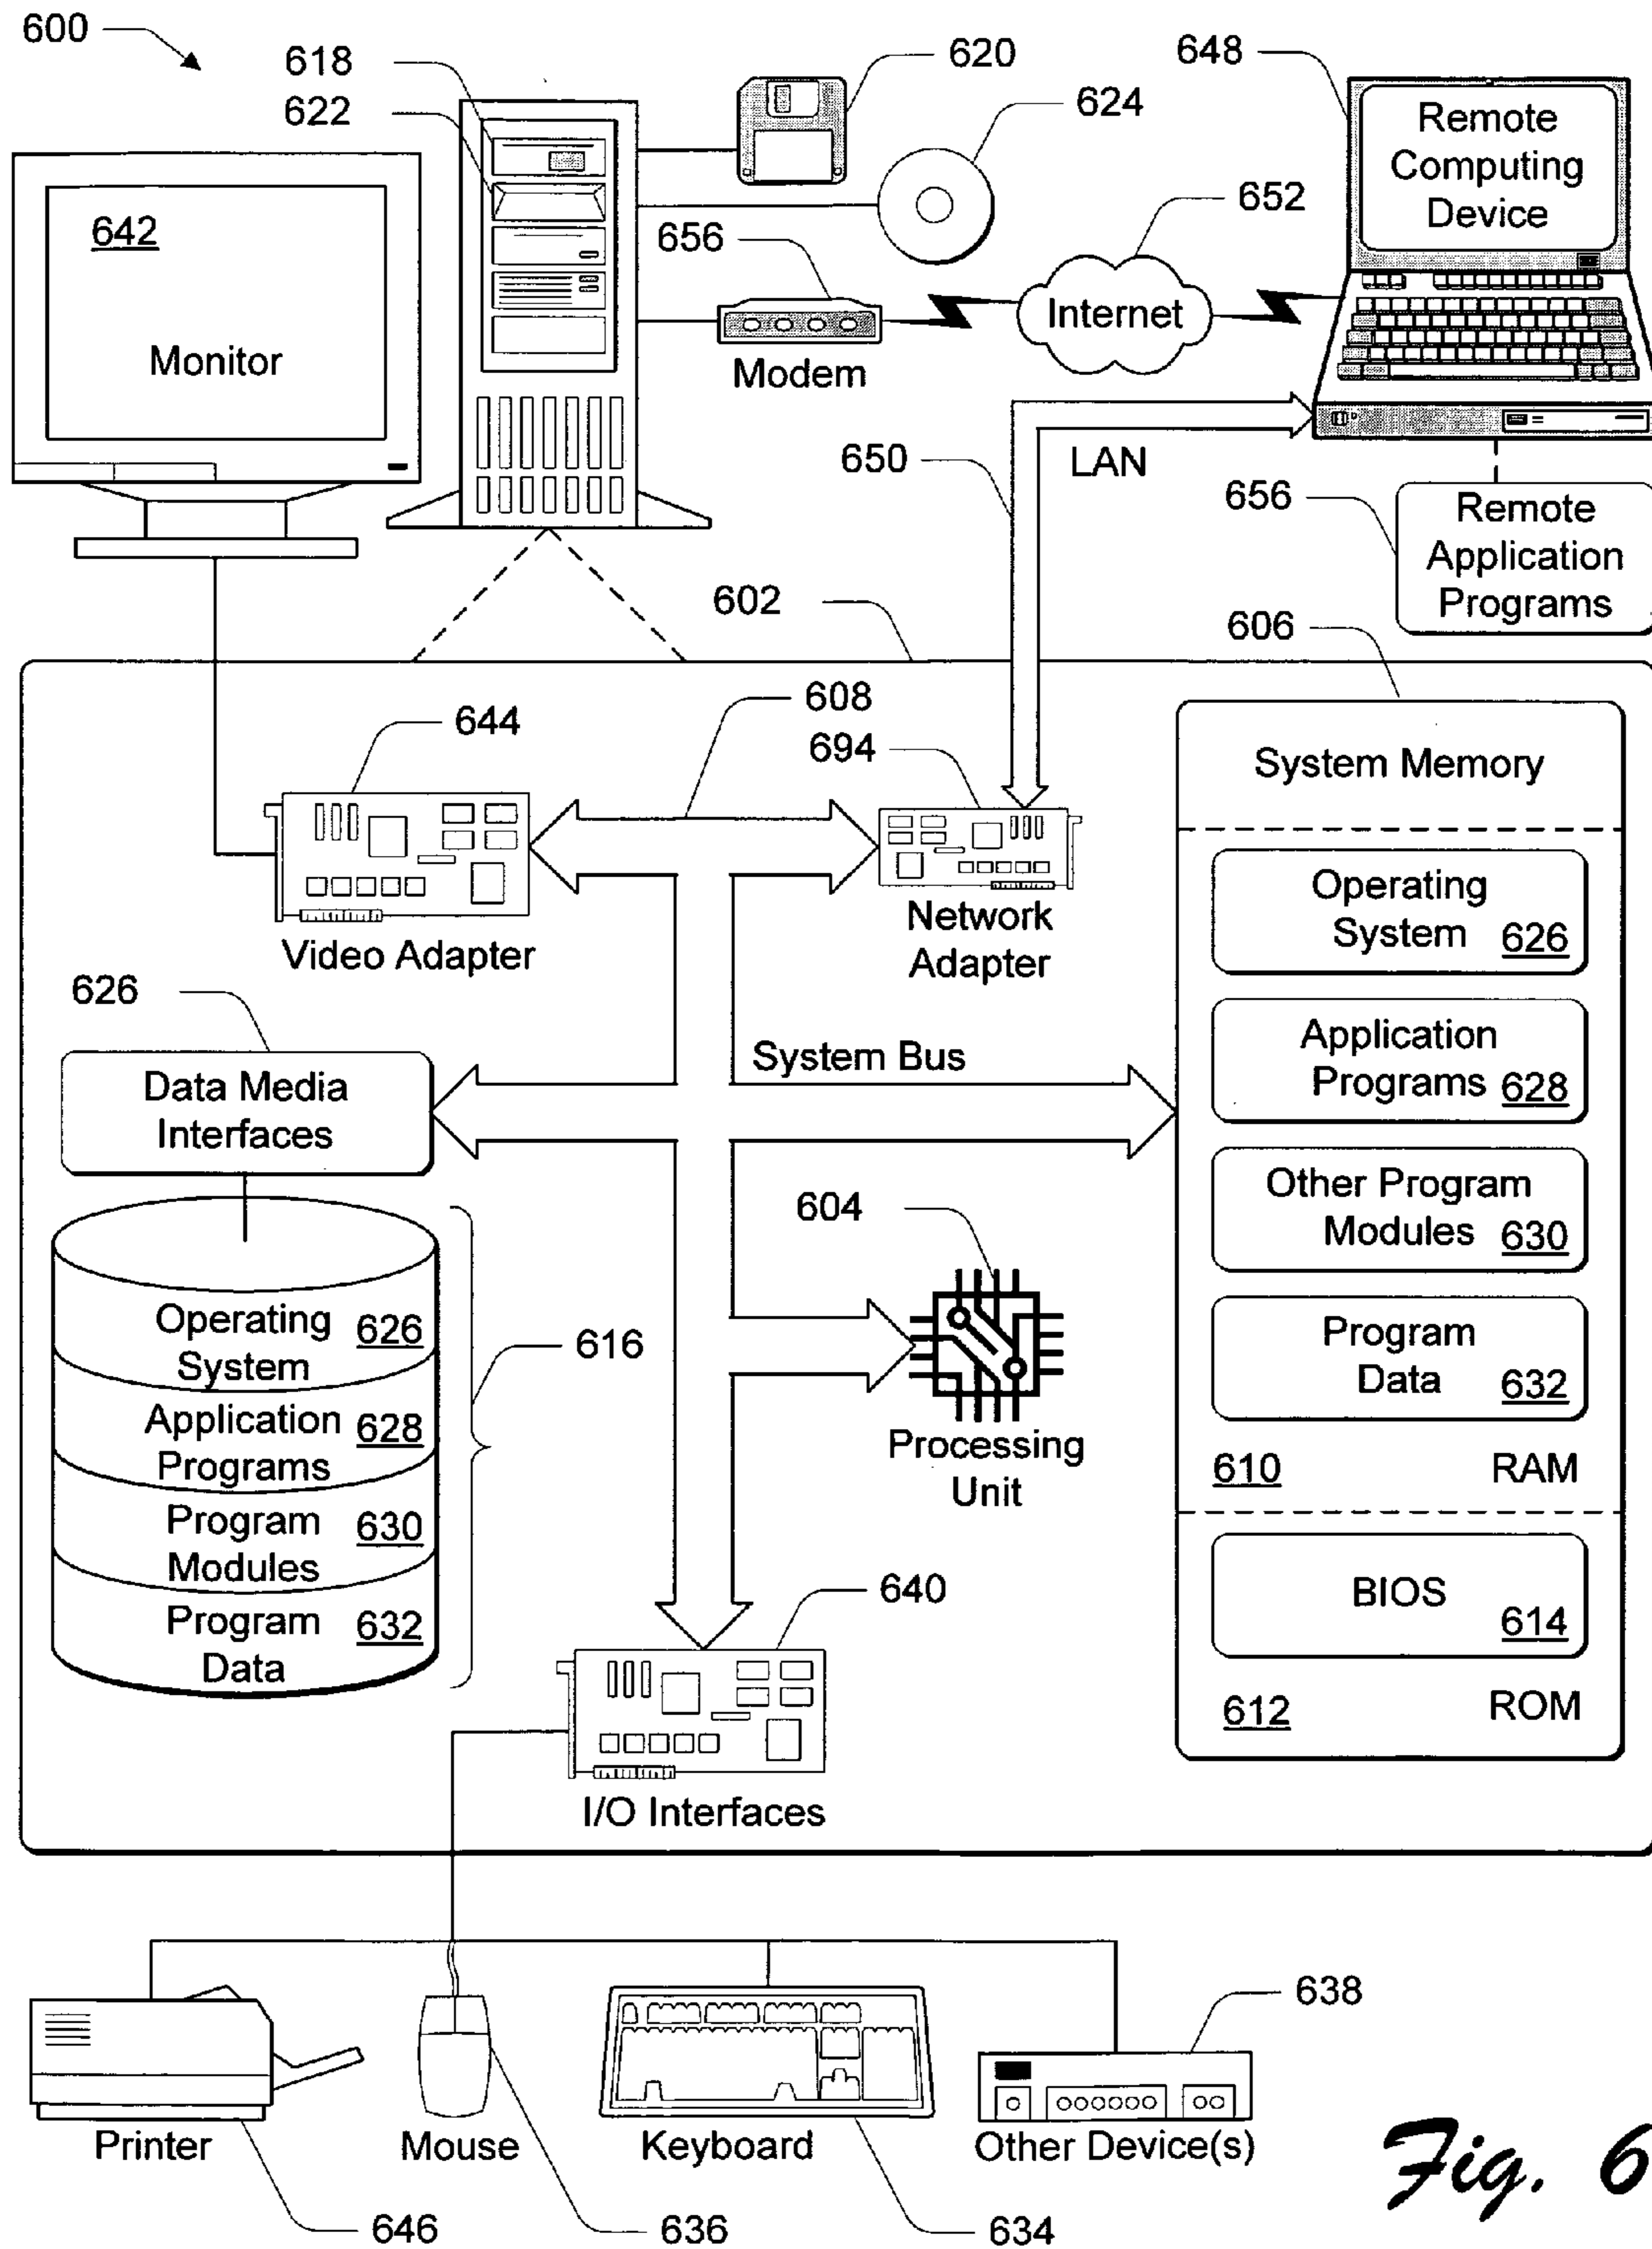 600
618
622
620
624
648
Remote
Computing
Device
642
Monitor
656
Modem
652
Internet
650
LAN
656
Remote
Application
Programs
602
606
644
608
694
Video Adapter
Network
Adapter
System Memory
Operating
System 626
Application
Programs 628
Other Program
Modules 630
Program
Data 632
610 RAM
BIOS
614
612 ROM
626
Data Media
Interfaces
System Bus
604
Processing
Unit
Operating 626
System
Application 628
Programs
Program 630
Modules
Program 632
Data
616
640
I/O Interfaces
638
Printer
Mouse
Keyboard
Other Device(s)
646
636
634
Fig. 6